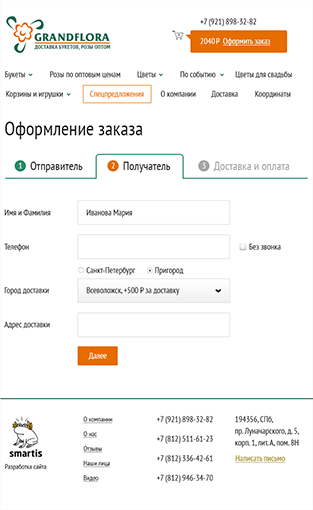 GRANDFLORA
ДОСТАВКА БУКЕТОВ, РОЗЫ ОПТОМ
+7 (921) 898-32-82
2040 ₽ Оформить заказ
Букеты Розы по оптовым ценам Цветы По событию Цветы для свадьбы
Корзины и игрушки Спецпредложения О компании Доставка Координаты
Оформление заказа
1 Отправитель 2 Получатель 3 Доставка и оплата
Имя и Фамилия Иванова Мария
Телефон Без звонка
Санкт-Петербург Пригород
Город доставки Всеволожск, +500 ₽ за доставку
Адрес доставки
Далее
smartis
Разработка сайта
О компании
О нас
Отзывы
Наши лица
Видео
+7 (921) 898-32-82
+7 (812) 511-61-23
+7 (812) 336-42-61
+7 (812) 946-34-70
194356, СПб,
пр. Луначарского, д. 5,
корп. 1, лит. А, пом. 8Н
Написать письмо